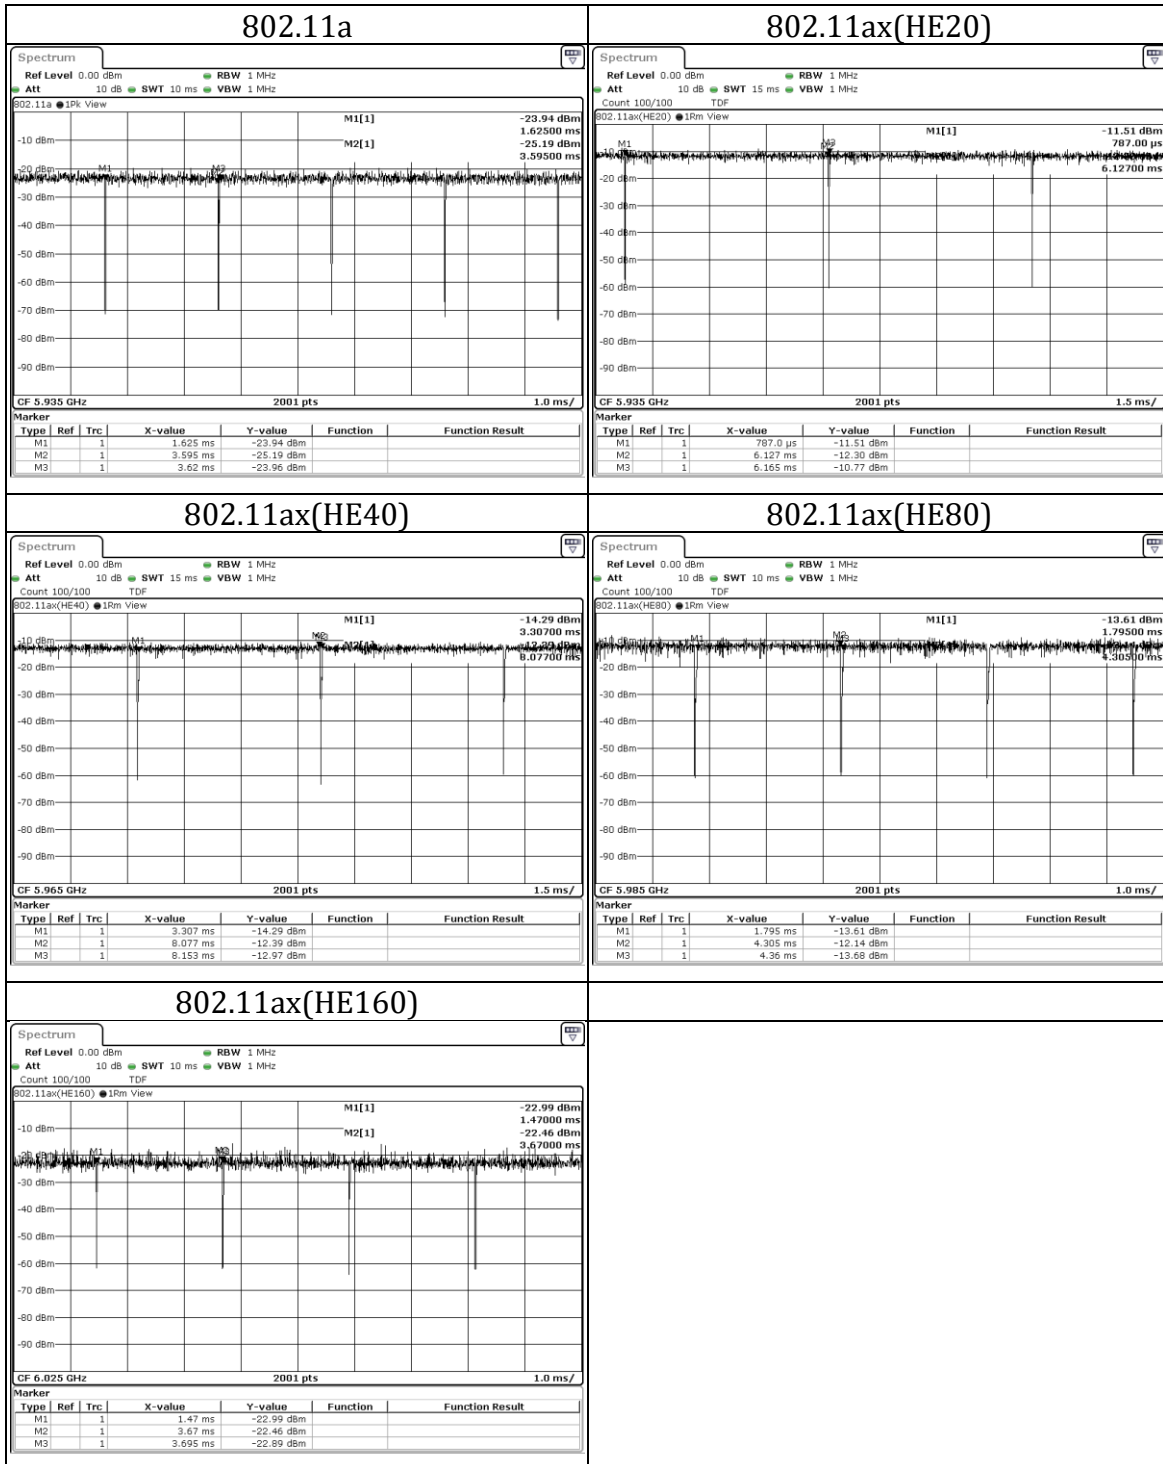 802.11a
Spectrum
Ref Level 0.00 dBm RBW 1 MHz
Att 10 dB SWT 10 ms VBW 1 MHz
802.11a 1Pk View
M1[1] -23.94 dBm
1.62500 ms
M2[1] -25.19 dBm
3.59500 ms
-10 dBm
-20 dBm
M1
-30 dBm
-40 dBm
-50 dBm
-60 dBm
-70 dBm
-80 dBm
-90 dBm
CF 5.935 GHz 2001 pts 1.0 ms/
Marker
Type Ref Trc X-value Y-value Function Function Result
M1 1 1.625 ms -23.94 dBm
M2 1 3.595 ms -25.19 dBm
M3 1 3.62 ms -23.96 dBm
802.11ax(HE20)
Spectrum
Ref Level 0.00 dBm RBW 1 MHz
Att 10 dB SWT 15 ms VBW 1 MHz
Count 100/100 TDF
802.11ax(HE20) 1Rm View
M1[1] -11.51 dBm
787.00 µs
6.12700 ms
M1
-20 dBm
-30 dBm
-40 dBm
-50 dBm
-60 dBm
-70 dBm
-80 dBm
-90 dBm
CF 5.935 GHz 2001 pts 1.5 ms/
Marker
Type Ref Trc X-value Y-value Function Function Result
M1 1 787.0 µs -11.51 dBm
M2 1 6.127 ms -12.30 dBm
M3 1 6.165 ms -10.77 dBm
802.11ax(HE40)
Spectrum
Ref Level 0.00 dBm RBW 1 MHz
Att 10 dB SWT 15 ms VBW 1 MHz
Count 100/100 TDF
802.11ax(HE40) 1Rm View
M1[1] -14.29 dBm
3.30700 ms
8.07700 ms
-10 dBm
M1
-20 dBm
-30 dBm
-40 dBm
-50 dBm
-60 dBm
-70 dBm
-80 dBm
-90 dBm
CF 5.965 GHz 2001 pts 1.5 ms/
Marker
Type Ref Trc X-value Y-value Function Function Result
M1 1 3.307 ms -14.29 dBm
M2 1 8.077 ms -12.39 dBm
M3 1 8.153 ms -12.97 dBm
802.11ax(HE80)
Spectrum
Ref Level 0.00 dBm RBW 1 MHz
Att 10 dB SWT 10 ms VBW 1 MHz
Count 100/100 TDF
802.11ax(HE80) 1Rm View
M1[1] -13.61 dBm
1.79500 ms
4.30500 ms
M1
M2
-20 dBm
-30 dBm
-40 dBm
-50 dBm
-60 dBm
-70 dBm
-80 dBm
-90 dBm
CF 5.985 GHz 2001 pts 1.0 ms/
Marker
Type Ref Trc X-value Y-value Function Function Result
M1 1 1.795 ms -13.61 dBm
M2 1 4.305 ms -12.14 dBm
M3 1 4.36 ms -13.68 dBm
802.11ax(HE160)
Spectrum
Ref Level 0.00 dBm RBW 1 MHz
Att 10 dB SWT 10 ms VBW 1 MHz
Count 100/100 TDF
802.11ax(HE160) 1Rm View
M1[1] -22.99 dBm
1.47000 ms
M2[1] -22.46 dBm
3.67000 ms
-10 dBm
M1
-30 dBm
-40 dBm
-50 dBm
-60 dBm
-70 dBm
-80 dBm
-90 dBm
CF 6.025 GHz 2001 pts 1.0 ms/
Marker
Type Ref Trc X-value Y-value Function Function Result
M1 1 1.47 ms -22.99 dBm
M2 1 3.67 ms -22.46 dBm
M3 1 3.695 ms -22.89 dBm